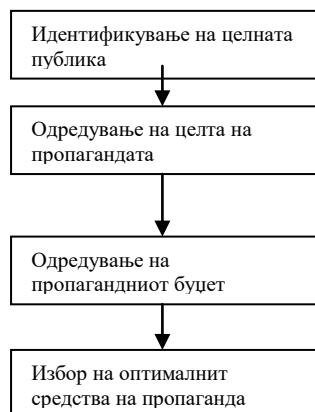 Идентификување на целната
публика
Одредување на целта на
пропагандата
Одредување на
пропагандниот буџет
Избор на оптималнит
средства на пропаганда